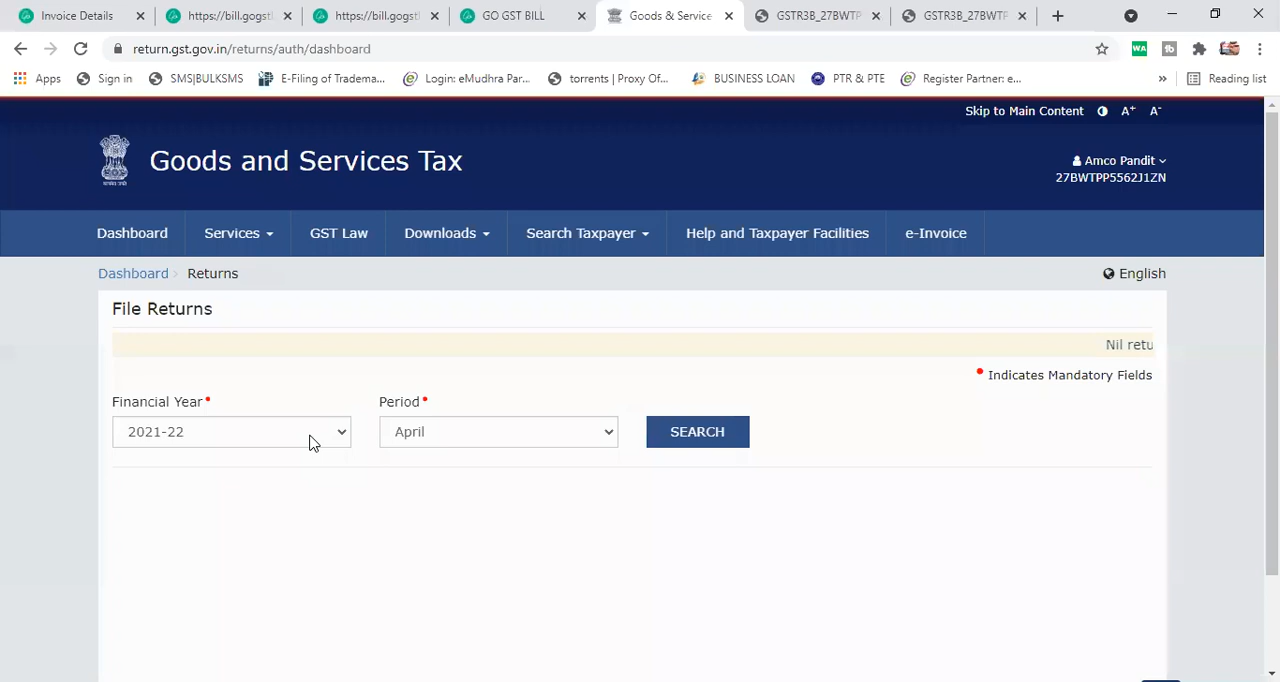 Invoice Details
https://bill.gogstl
https://bill.gogstl
GO GST BILL
Goods & Service
GSTR3B_27BWTP
GSTR3B_27BWTP
return.gst.gov.in/returns/auth/dashboard
WA
tb
Apps
Sign in
SMS|BULKSMS
E-Filing of Tradema...
Login: eMudhra Par...
torrents | Proxy Of...
BUSINESS LOAN
PTR & PTE
Register Partner: e...
»
Reading list
Skip to Main Content
A+
A-
Goods and Services Tax
Amco Pandit
27BWTPP5562J1ZN
Dashboard
Services
GST Law
Downloads
Search Taxpayer
Help and Taxpayer Facilities
e-Invoice
Dashboard
Returns
English
File Returns
Nil retu
• Indicates Mandatory Fields
Financial Year•
Period•
2021-22
April
SEARCH